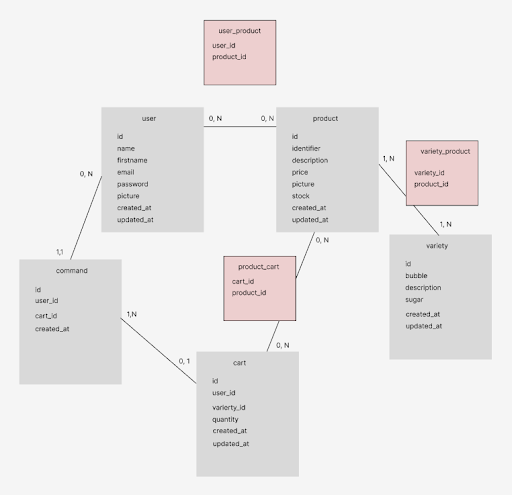 user_product
user_id
product_id
user
id
name
firstname
email
password
picture
created_at
updated_at
0, N
0, N
product
id
identifier
description
price
picture
stock
created_at
updated_at
variety_product
variety_id
product_id
1, N
1, N
0, N
1,1
command
id
user_id
cart_id
created_at
0, N
product_cart
cart_id
product_id
variety
id
bubble
description
sugar
created_at
updated_at
1,N
0, 1
0, N
cart
id
user_id
varierty_id
quantity
created_at
updated_at